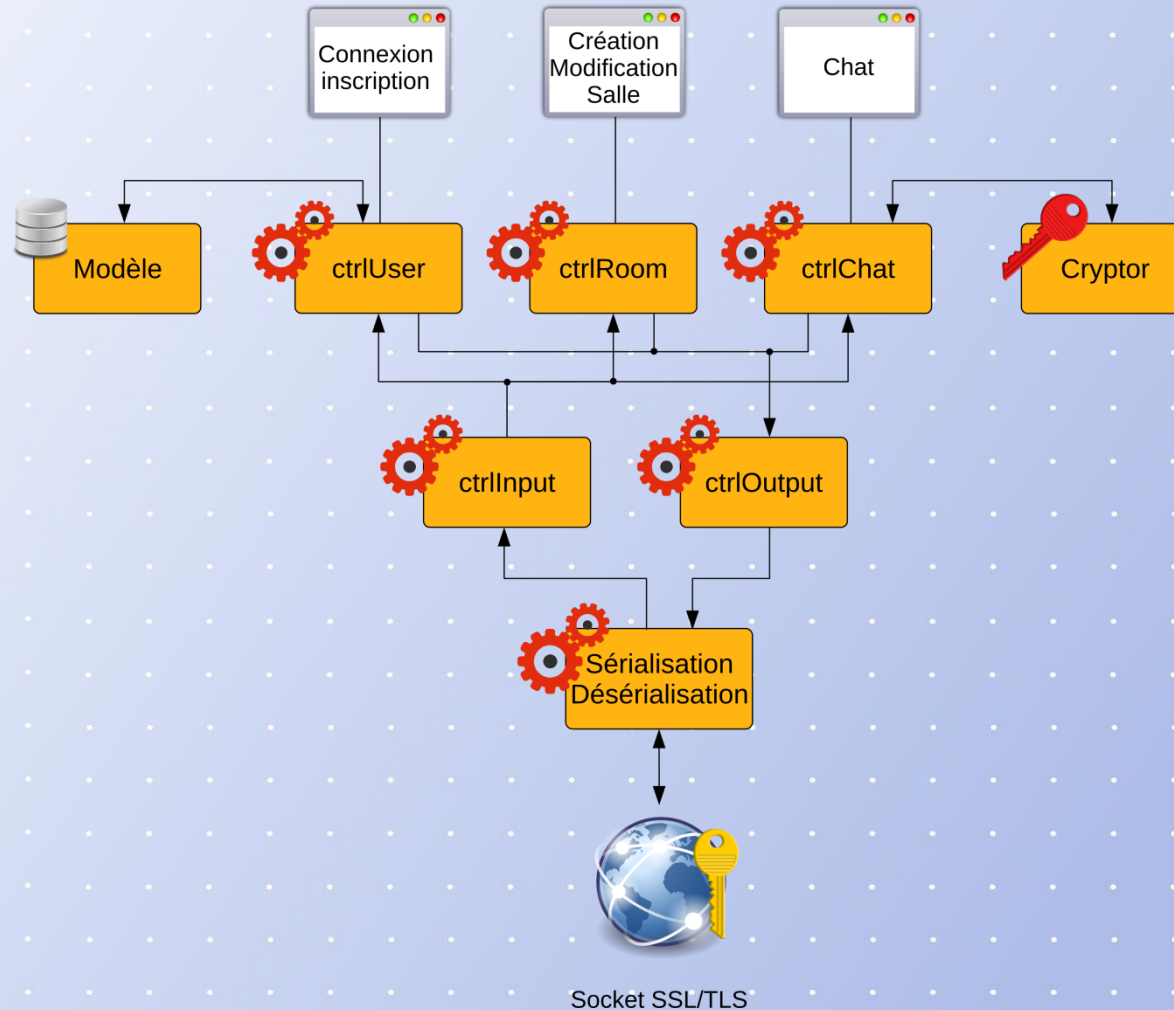 Connexion
inscription
Création
Modification
Salle
Chat
Modèle
ctrlUser
ctrlRoom
ctrlChat
Cryptor
ctrlInput
ctrlOutput
Sérialisation
Désérialisation
Socket SSL/TLS